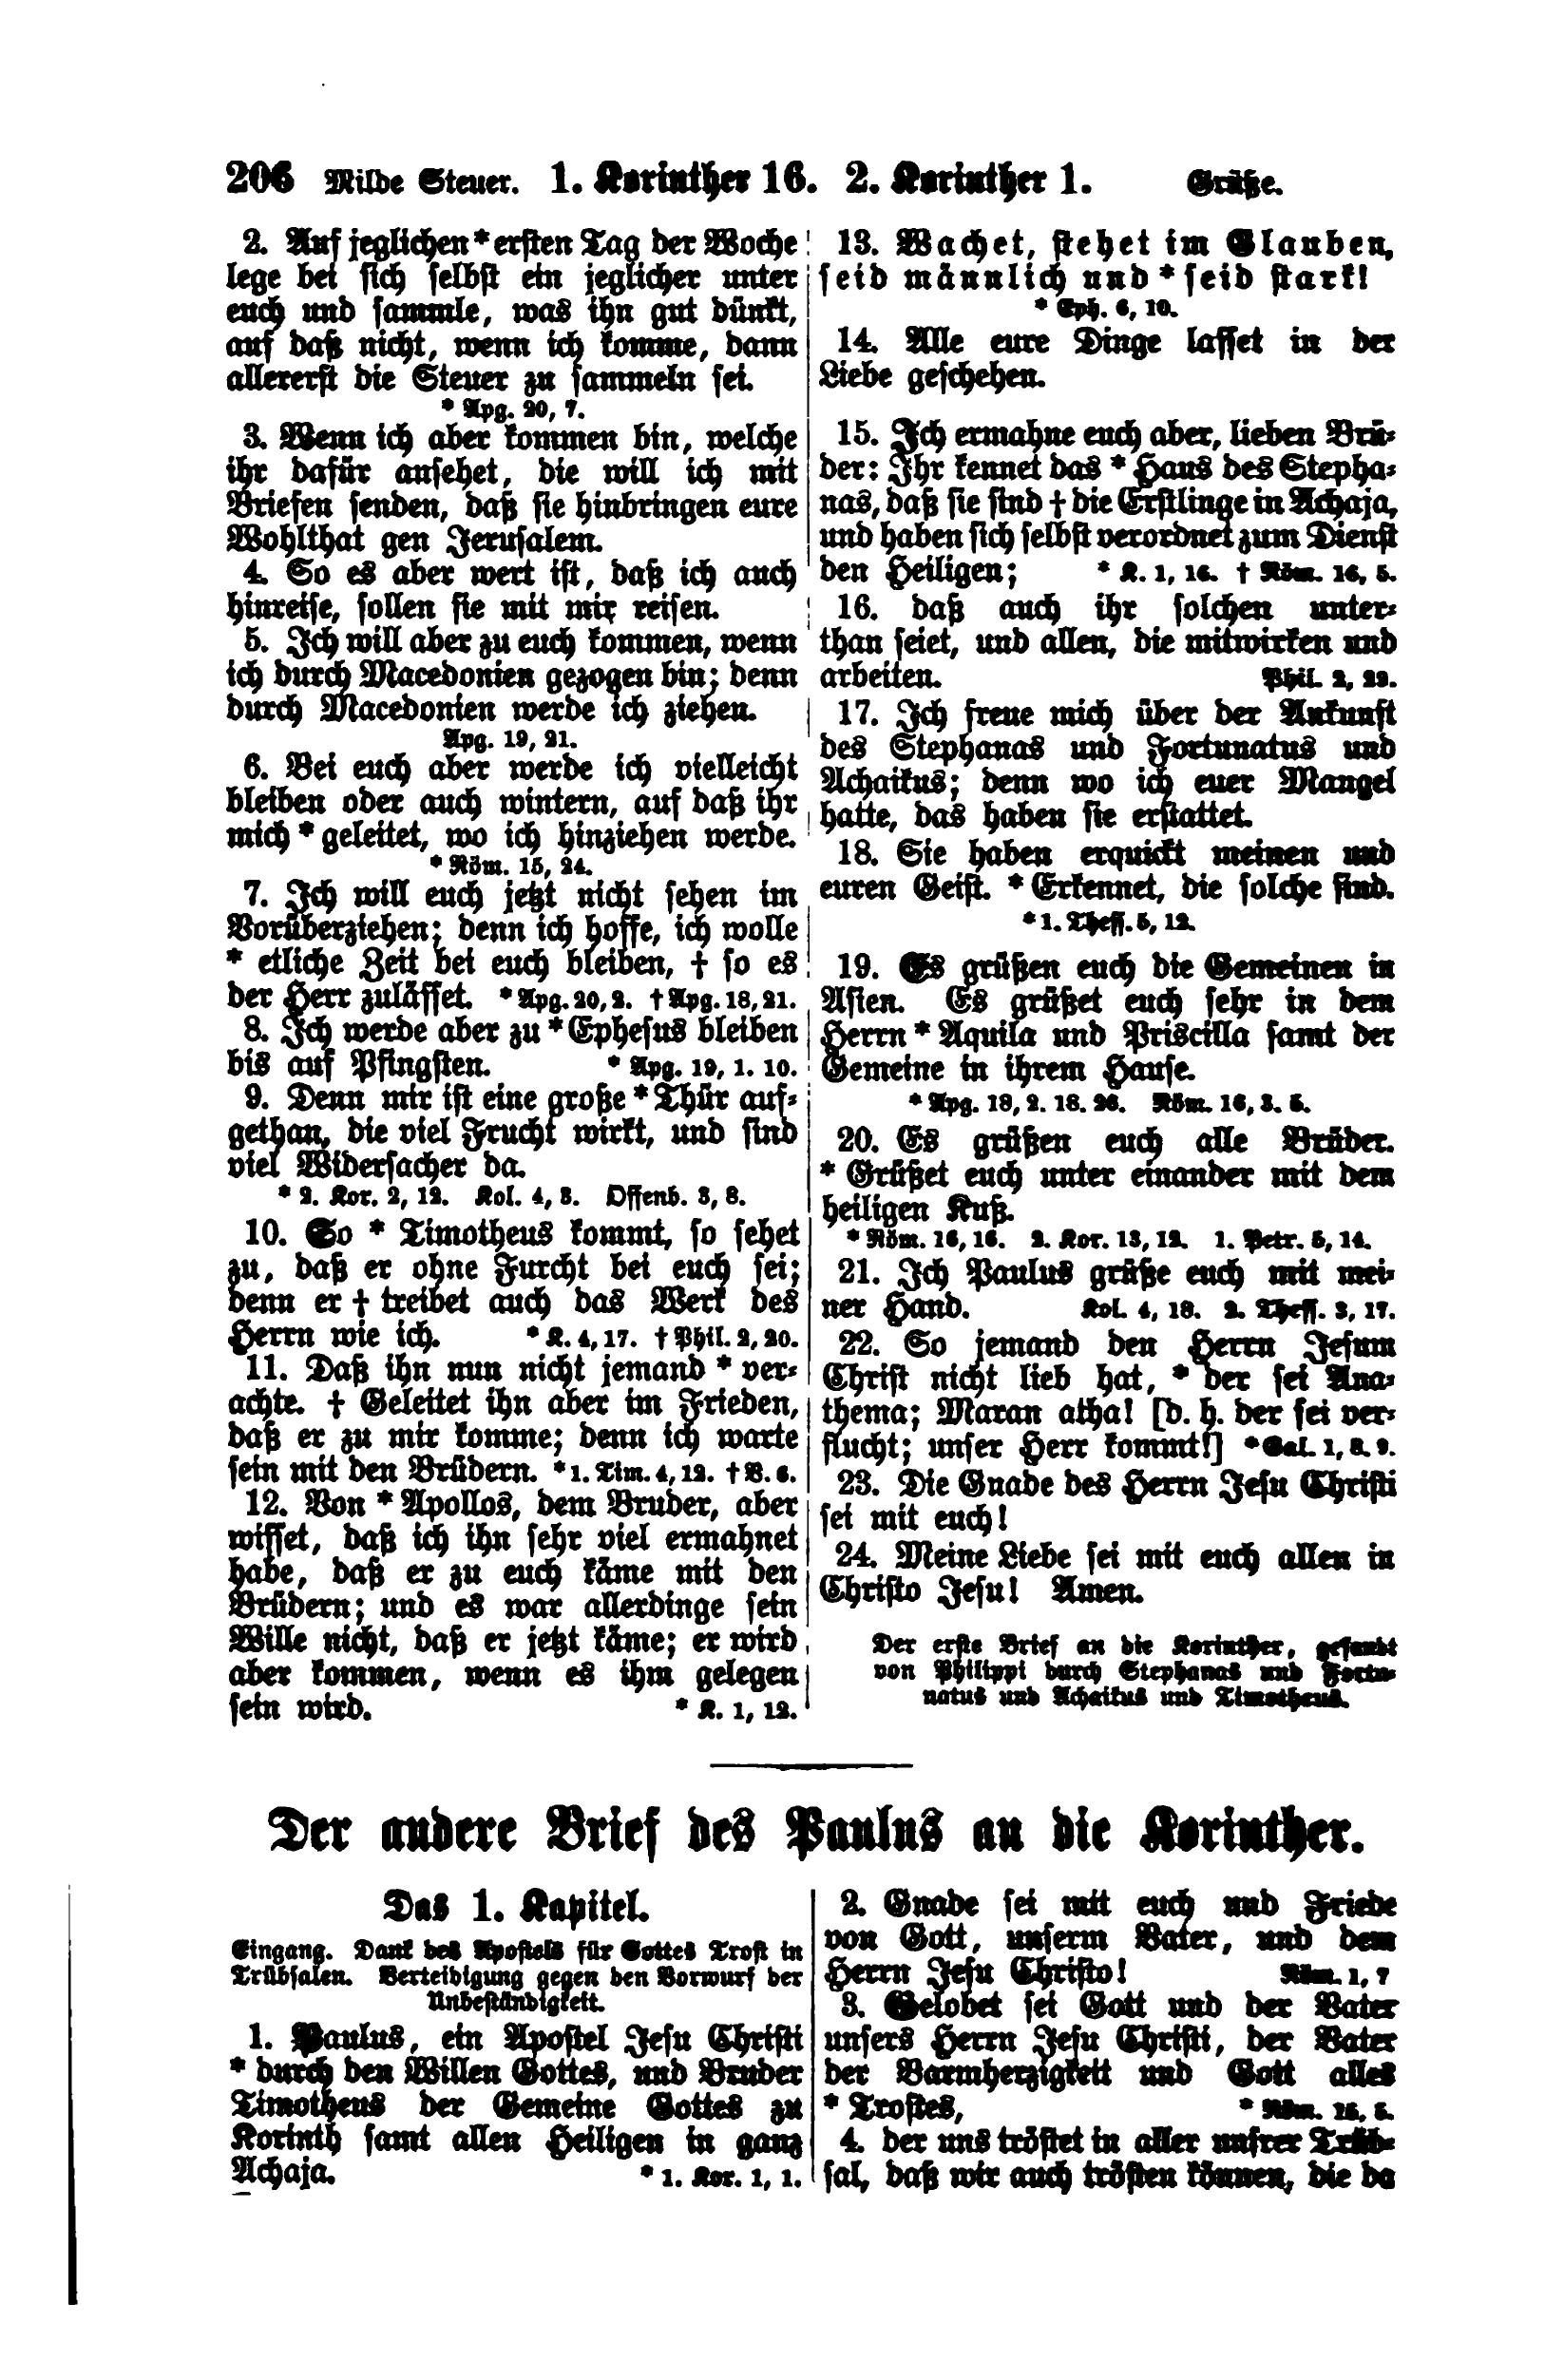 206 Milde Steuer. 1. Korinther 16. 2. Korinther 1. Grüße.
2. Auf jeglichen * ersten Tag der Woche
lege bei sich selbst ein jeglicher unter
euch und sammle, was ihn gut dünkt,
auf daß nicht, wenn ich komme, dann
allererst die Steuer zu sammeln sei.
* Apg. 20, 7.
3. Wenn ich aber kommen bin, welche
ihr dafür ansehet, die will ich mit
Briefen senden, daß sie hinbringen eure
Wohlthat gen Jerusalem.
4. So es aber wert ist, daß ich auch
hinreise, sollen sie mit mir reisen.
5. Ich will aber zu euch kommen, wenn
ich durch Macedonien gezogen bin; denn
durch Macedonien werde ich ziehen.
Apg. 19, 21.
6. Bei euch aber werde ich vielleicht
bleiben oder auch wintern, auf daß ihr
mich * geleitet, wo ich hinziehen werde.
* Röm. 15, 24.
7. Ich will euch jetzt nicht sehen im
Vorüberziehen; denn ich hoffe, ich wolle
* etliche Zeit bei euch bleiben, † so es
der Herr zuläffet. * Apg. 20, 2. † Apg. 18, 21.
8. Ich werde aber zu * Ephesus bleiben
bis auf Pfingsten. * Apg. 19, 1. 10.
9. Denn mir ist eine große * Thür auf-
gethan, die viel Frucht wirkt, und sind
viel Widersacher da.
* 2. Kor. 2, 12. Kol. 4, 3. Offenb. 3, 8.
10. So * Timotheus kommt, so sehet
zu, daß er ohne Furcht bei euch sei;
denn er † treibet auch das Werk des
Herrn wie ich. * K. 4, 17. † Phil. 2, 20.
11. Daß ihn nun nicht jemand * ver-
achte. † Geleitet ihn aber im Frieden,
daß er zu mir komme; denn ich warte
sein mit den Brüdern. * 1. Tim. 4, 12. † V. 6.
12. Von * Apollos, dem Bruder, aber
wisset, daß ich ihn sehr viel ermahnet
habe, daß er zu euch käme mit den
Brüdern; und es war allerdinge sein
Wille nicht, daß er jetzt käme; er wird
aber kommen, wenn es ihm gelegen
sein wird. * K. 1, 12.
13. Wachet, stehet im Glauben,
seid männlich und * seid stark!
* Eph. 6, 10.
14. Alle eure Dinge lasset in der
Liebe geschehen.
15. Ich ermahne euch aber, lieben Brü-
der: Ihr kennet das * Haus des Stepha-
nas, daß sie sind † die Erstlinge in Achaja,
und haben sich selbst verordnet zum Dienst
den Heiligen; * K. 1, 16. † Röm. 16, 5.
16. daß auch ihr solchen unter-
than seiet, und allen, die mitwirken und
arbeiten. Phil. 2, 29.
17. Ich freue mich über der Ankunft
des Stephanas und Fortunatus und
Achaikus; denn wo ich euer Mangel
hatte, das haben sie erstattet.
18. Sie haben erquickt meinen und
euren Geist. * Erkennet, die solche sind.
* 1. Thess. 5, 12.
19. Es grüßen euch die Gemeinen in
Asien. Es grüßet euch sehr in dem
Herrn * Aquila und Priscilla samt der
Gemeine in ihrem Hause.
* Apg. 18, 2. 18. 26. Röm. 16, 3. 5.
20. Es grüßen euch alle Brüder.
* Grüßet euch unter einander mit dem
heiligen Kuß.
* Röm. 16, 16. 2. Kor. 13, 12. 1. Petr. 5, 14.
21. Ich Paulus grüße euch mit mei-
ner Hand. Kol. 4, 18. 2. Thess. 3, 17.
22. So jemand den Herrn Jesum
Christ nicht lieb hat, * der sei Ana-
thema; Maran atha! [d. h. der sei ver-
flucht; unser Herr kommt!] * Gal. 1, 8. 9.
23. Die Gnade des Herrn Jesu Christi
sei mit euch!
24. Meine Liebe sei mit euch allen in
Christo Jesu! Amen.
Der erste Brief an die Korinther, gesandt
von Philippi durch Stephanas und Fortu-
natus und Achaikus und Timotheus.
Der andere Brief des Paulus an die Korinther.
Das 1. Kapitel.
Eingang. Dank des Apostels für Gottes Trost in
Trübsalen. Verteidigung gegen den Vorwurf der
Unbeständigkeit.
1. Paulus, ein Apostel Jesu Christi
* durch den Willen Gottes, und Bruder
Timotheus der Gemeine Gottes zu
Korinth samt allen Heiligen in ganz
Achaja. * 1. Kor. 1, 1.
2. Gnade sei mit euch und Friede
von Gott, unserm Vater, und dem
Herrn Jesu Christo! Röm. 1, 7
3. Gelobet sei Gott und der Vater
unsers Herrn Jesu Christi, der Vater
der Barmherzigkeit und Gott alles
* Trostes, * Röm. 15, 5.
4. der uns tröstet in aller unsrer Trüb-
sal, daß wir auch trösten können, die da